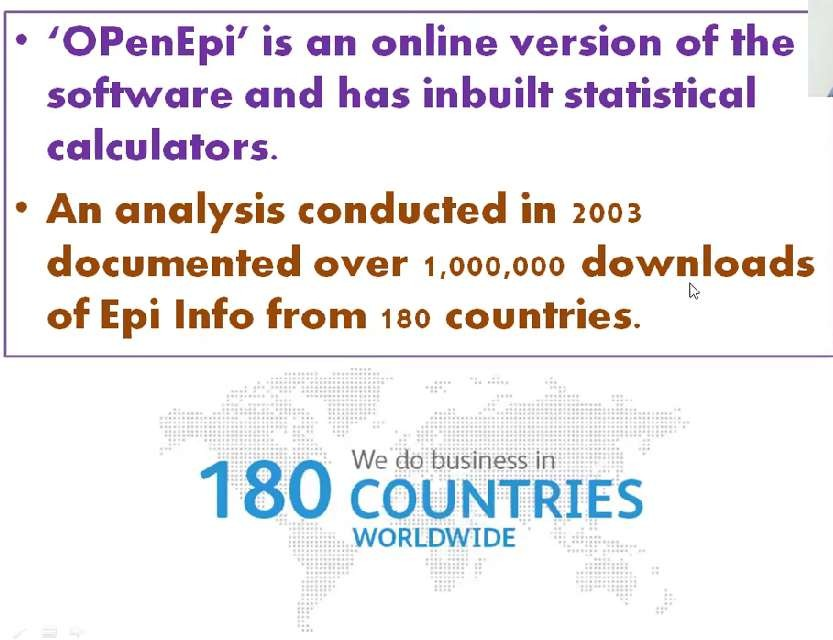 • ‘OPenEpi’ is an online version of the
software and has inbuilt statistical
calculators.
• An analysis conducted in 2003
documented over 1,000,000 downloads
of Epi Info from 180 countries.
180 We do business in
COUNTRIES
WORLDWIDE